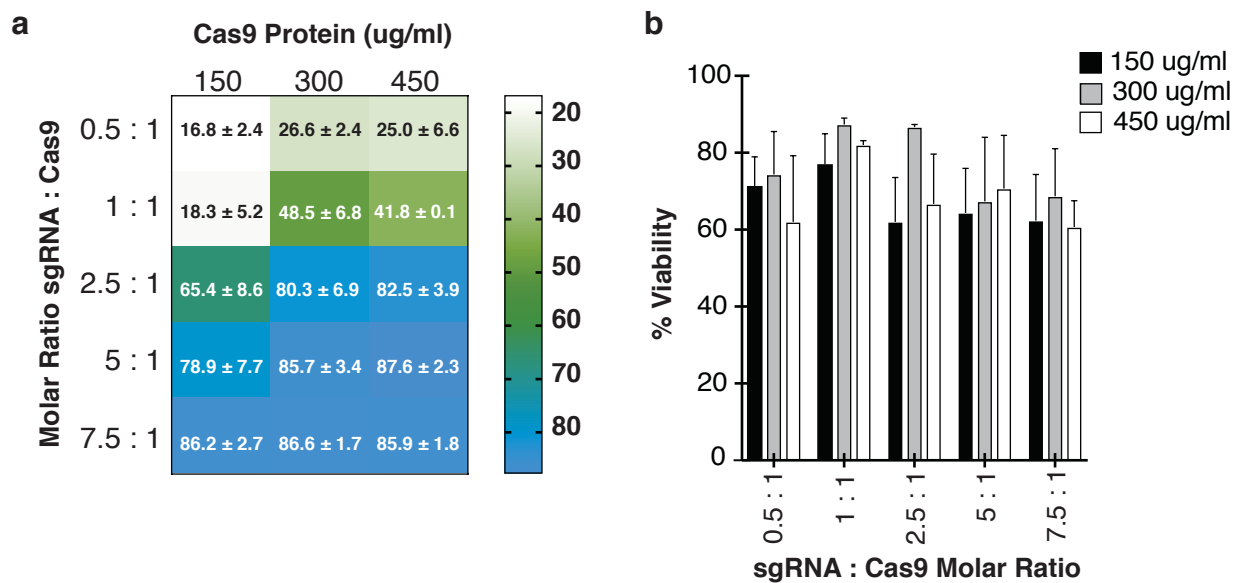 a
Cas9 Protein (ug/ml)
150 300 450
Molar Ratio sgRNA : Cas9
0.5 : 1 16.8 ± 2.4 26.6 ± 2.4 25.0 ± 6.6
1 : 1 18.3 ± 5.2 48.5 ± 6.8 41.8 ± 0.1
2.5 : 1 65.4 ± 8.6 80.3 ± 6.9 82.5 ± 3.9
5 : 1 78.9 ± 7.7 85.7 ± 3.4 87.6 ± 2.3
7.5 : 1 86.2 ± 2.7 86.6 ± 1.7 85.9 ± 1.8
20
30
40
50
60
70
80
b
150 ug/ml
300 ug/ml
450 ug/ml
% Viability
100
80
60
40
20
0
0.5 : 1 1 : 1 2.5 : 1 5 : 1 7.5 : 1
sgRNA : Cas9 Molar Ratio